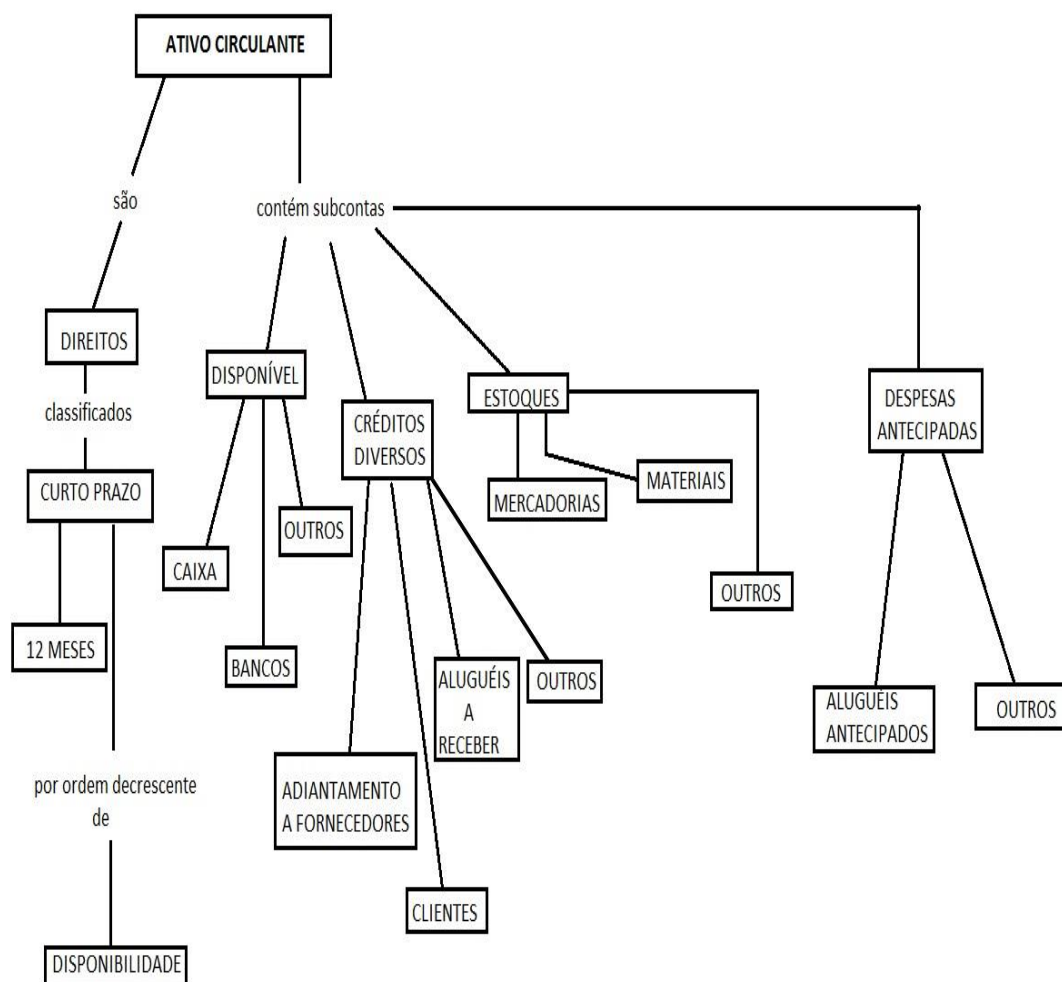 ATIVO CIRCULANTE
são
contém subcontas
DIREITOS
classificados
CURTO PRAZO
12 MESES
por ordem decrescente
de
DISPONIBILIDADE
DISPONÍVEL
CAIXA
BANCOS
OUTROS
CRÉDITOS
DIVERSOS
ADIANTAMENTO
A FORNECEDORES
CLIENTES
ALUGUÉIS
A
RECEBER
OUTROS
ESTOQUES
MERCADORIAS
MATERIAIS
OUTROS
DESPESAS
ANTECIPADAS
ALUGUÉIS
ANTECIPADOS
OUTROS